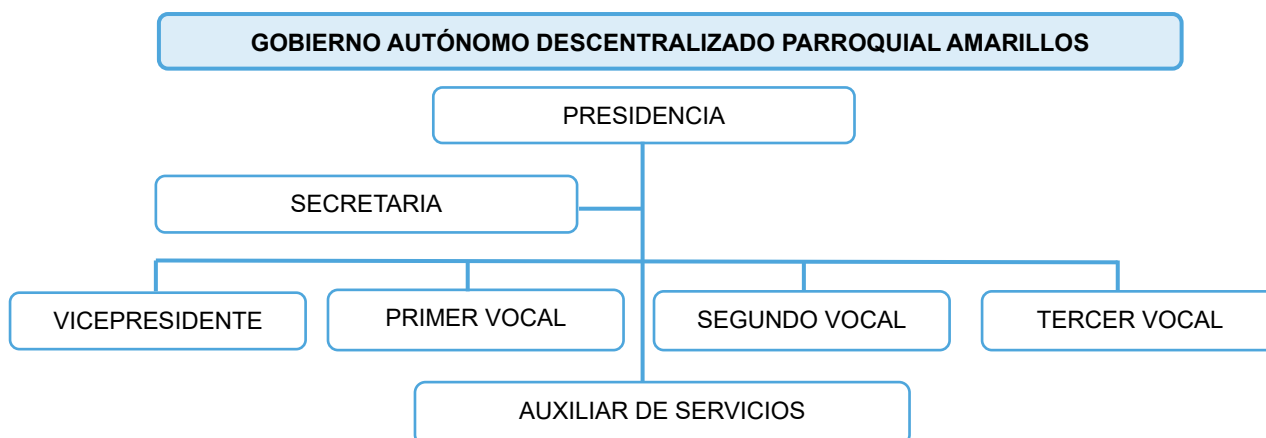 GOBIERNO AUTÓNOMO DESCENTRALIZADO PARROQUIAL AMARILLOS
PRESIDENCIA
SECRETARIA
VICEPRESIDENTE
PRIMER VOCAL
SEGUNDO VOCAL
TERCER VOCAL
AUXILIAR DE SERVICIOS